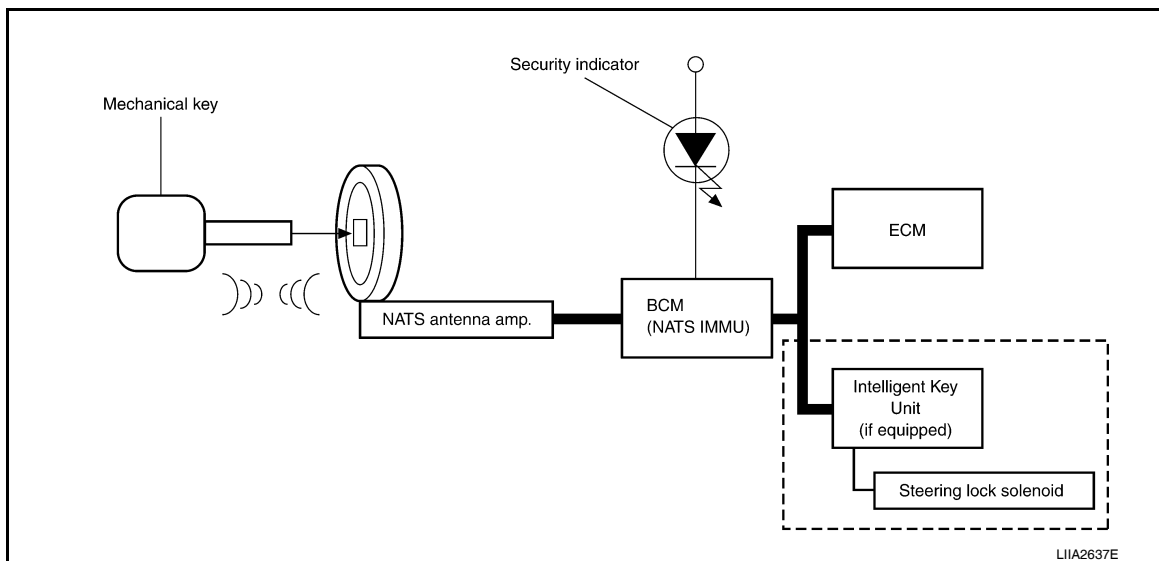 Security indicator
Mechanical key
ECM
BCM
(NATS IMMU)
NATS antenna amp.
Intelligent Key
Unit
(if equipped)
Steering lock solenoid
LIIA2637E